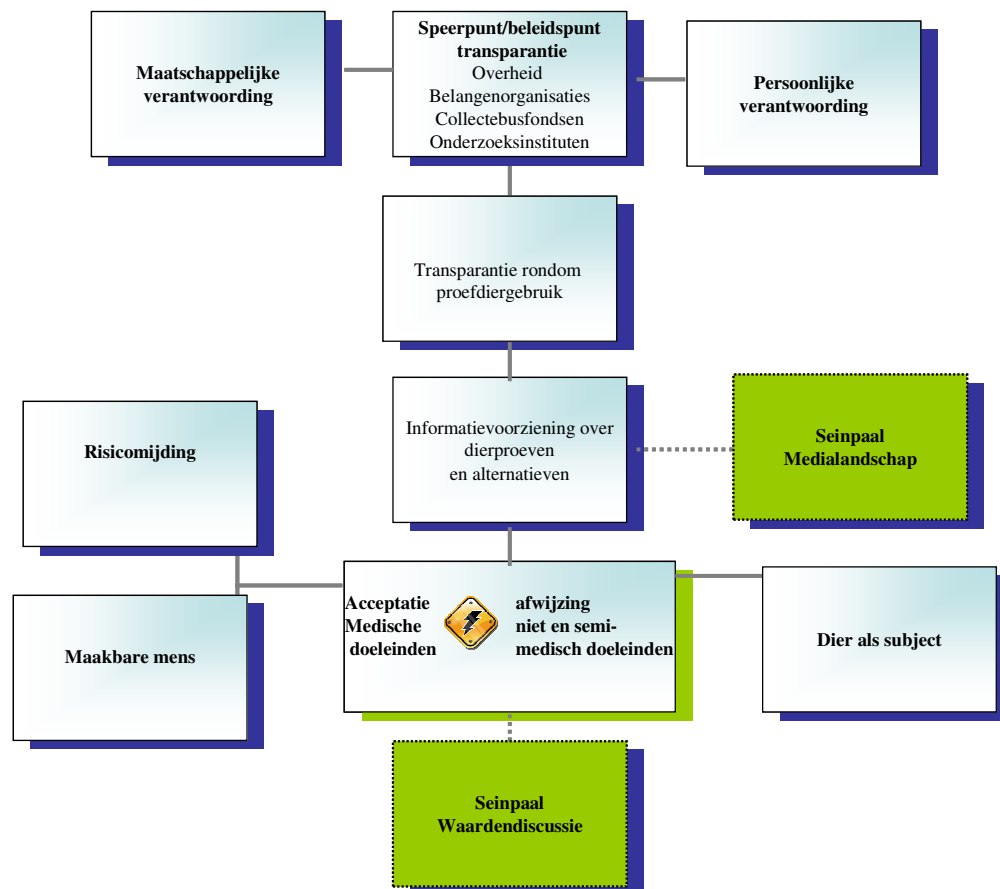 Maatschappelijke
verantwoording
Speerpunt/beleidspunt
transparantie
Overheid
Belangenorganisaties
Collectebusfondsen
Onderzoeksinstituten
Persoonlijke
verantwoording
Transparantie rondom
proefdiergebruik
Informatievoorziening over
dierproeven
en alternatieven
Seinpaal
Medialandschap
Risicomijding
Maakbare mens
Acceptatie
Medische
doeleinden
afwijzing
niet en semi-
medisch doeleinden
Dier als subject
Seinpaal
Waardendiscussie